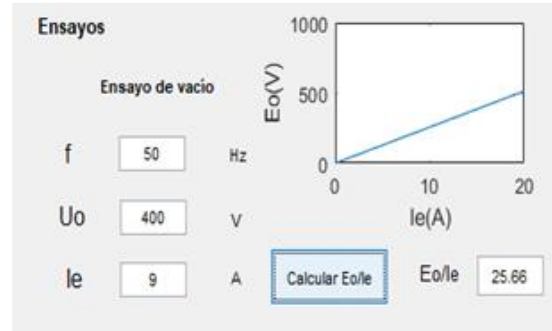 Ensayos
Ensayo de vacio
f 50 Hz
Uo 400 V
Ie 9 A
1000
500
0
Eo(V)
0 10 20
Ie(A)
Calcular Eo/Ie Eo/Ie 25.66